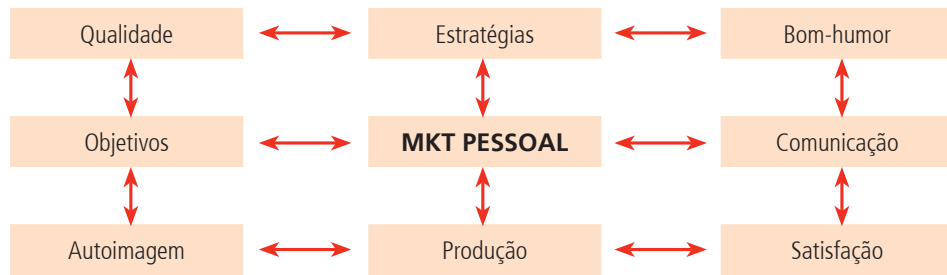 Qualidade
Estratégias
Bom-humor
Objetivos
MKT PESSOAL
Comunicação
Autoimagem
Produção
Satisfação